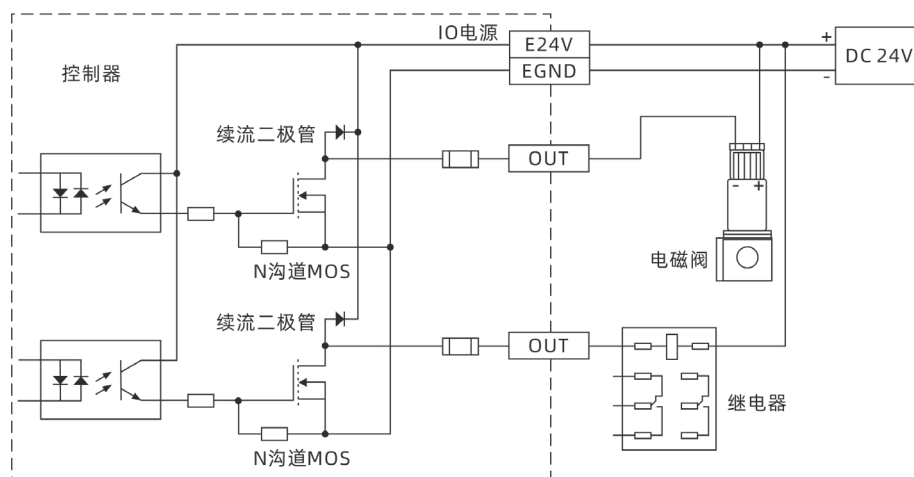 IO电源
E24V
+
DC 24V
控制器
EGND
-
续流二极管
OUT
- +
电磁阀
N沟道MOS
续流二极管
OUT
继电器
N沟道MOS